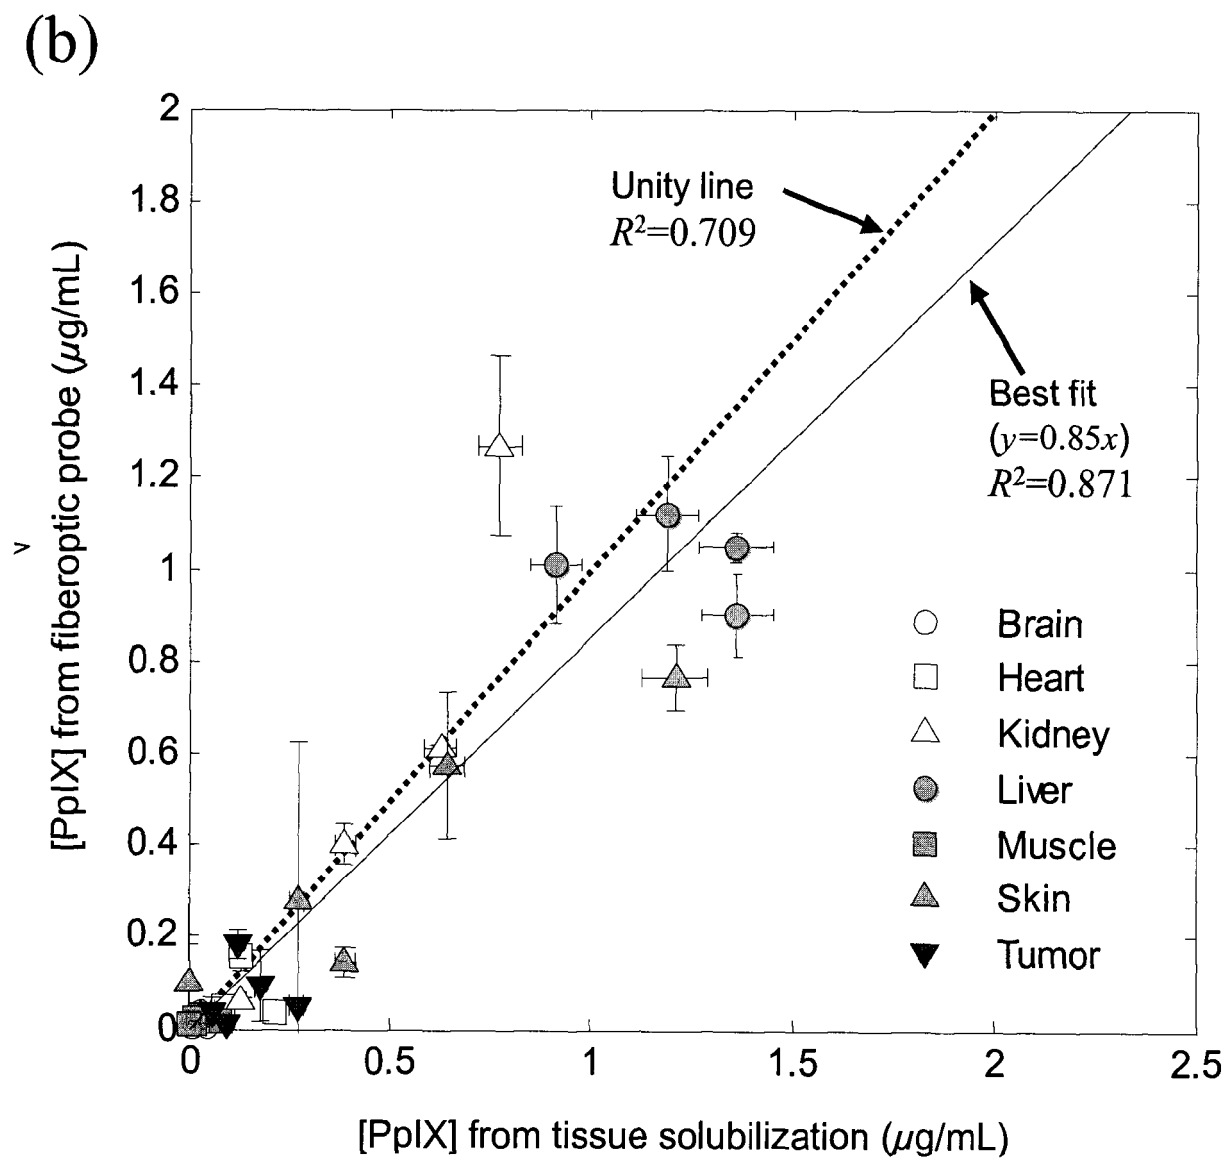 (b)
2
1.8
1.6
1.4
1.2
1
0.8
0.6
0.4
0.2
0
0
0.5
1
1.5
2
2.5
[PpIX] from fiberoptic probe (µg/mL)
v
[PpIX] from tissue solubilization (µg/mL)
Unity line
R²=0.709
Best fit
(y=0.85x)
R²=0.871
Brain
Heart
Kidney
Liver
Muscle
Skin
Tumor